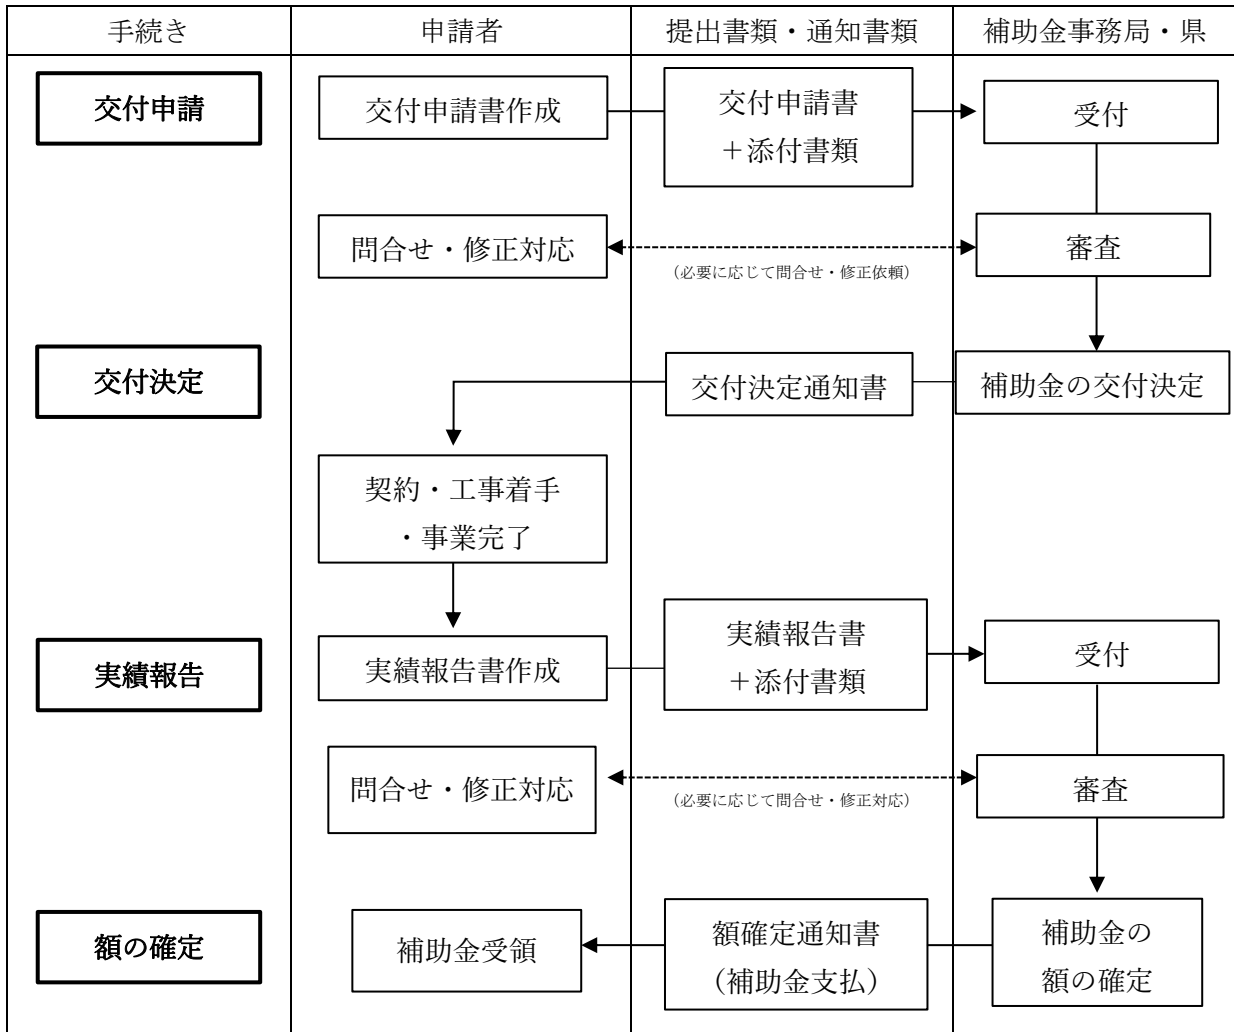 手続き
申請者
提出書類・通知書類
補助金事務局・県
交付申請
交付申請書作成
交付申請書
＋添付書類
受付
問合せ・修正対応
（必要に応じて問合せ・修正依頼）
審査
交付決定
交付決定通知書
補助金の交付決定
契約・工事着手
・事業完了
実績報告
実績報告書作成
実績報告書
＋添付書類
受付
問合せ・修正対応
（必要に応じて問合せ・修正対応）
審査
額の確定
補助金受領
額確定通知書
（補助金支払）
補助金の
額の確定